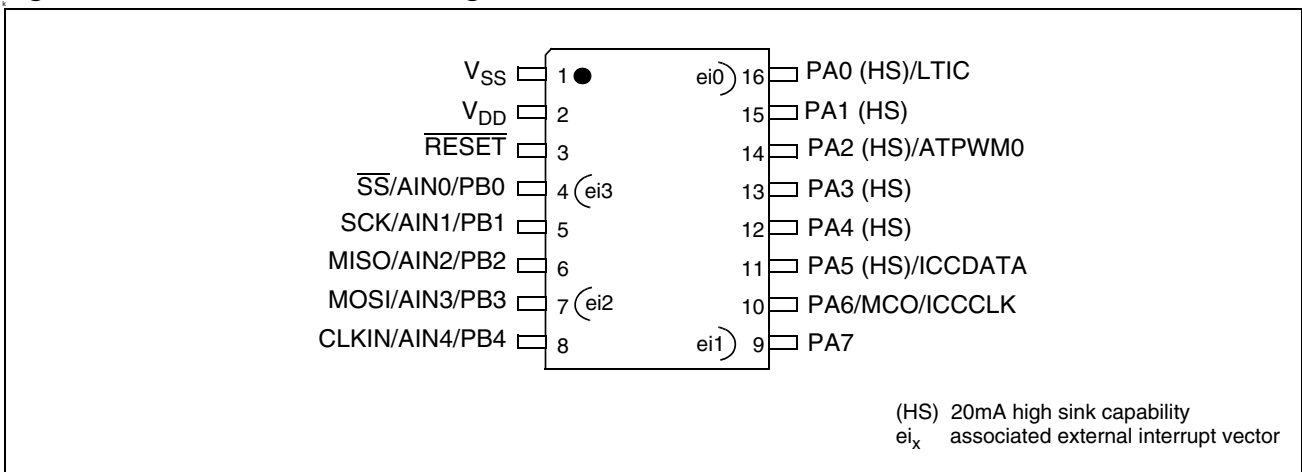 k
V_SS 1 ei0 16 PA0 (HS)/LTIC
V_DD 2 15 PA1 (HS)
RESET 3 14 PA2 (HS)/ATPWM0
SS/AIN0/PB0 4 ei3 13 PA3 (HS)
SCK/AIN1/PB1 5 12 PA4 (HS)
MISO/AIN2/PB2 6 11 PA5 (HS)/ICCDATA
MOSI/AIN3/PB3 7 ei2 10 PA6/MCO/ICCCLK
CLKIN/AIN4/PB4 8 ei1 9 PA7
(HS) 20mA high sink capability
ei_x associated external interrupt vector